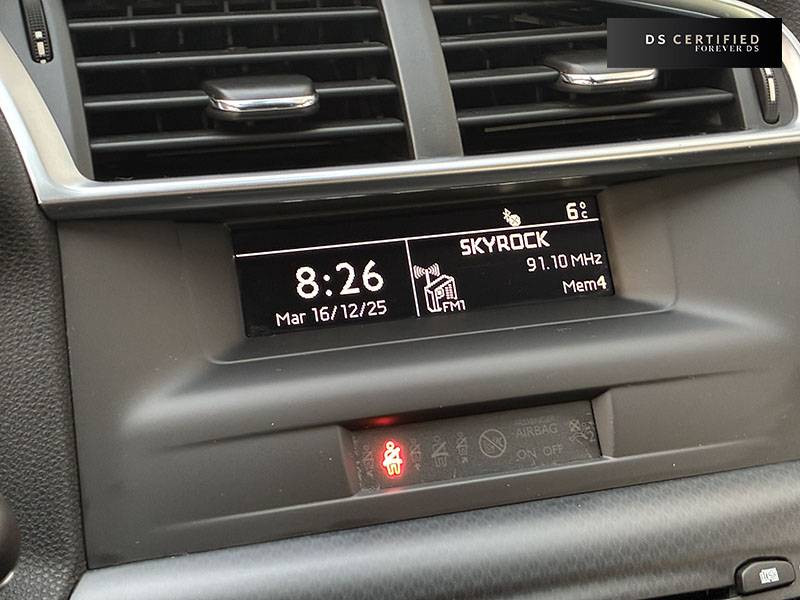 DS CERTIFIED
FOREVER DS
6°C
8:26
Mar 16/12/25
SKYROCK
91.10 MHz
Mem4
FM1
PASSENGER
AIRBAG
ON OFF